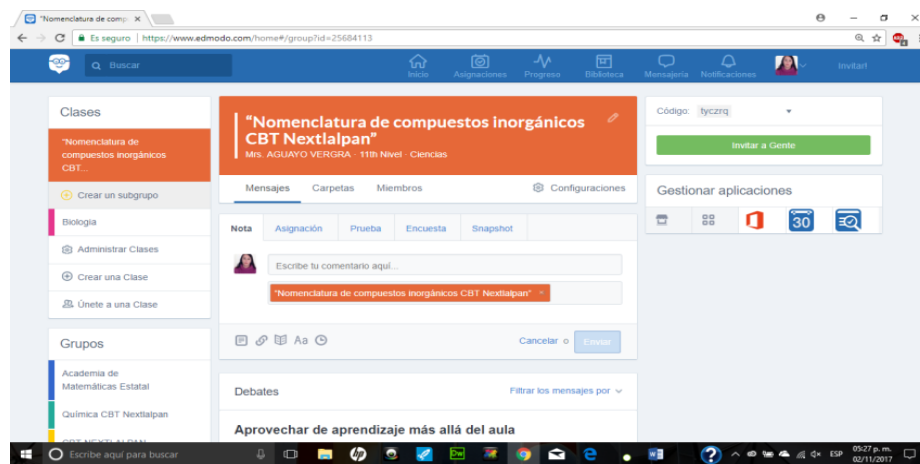 "Nomenclatura de comp
Es seguro | https://www.edmodo.com/home#/group?id=25684113
Buscar
Inicio
Asignaciones
Progreso
Biblioteca
Mensajería
Notificaciones
Invitar!
Clases
"Nomenclatura de
compuestos inorgánicos
CBT...
Crear un subgrupo
Biologia
Administrar Clases
Crear una Clase
Únete a una Clase
Grupos
Academia de
Matemáticas Estatal
Química CBT Nextlalpan
CBT NEXTLALPAN
"Nomenclatura de compuestos inorgánicos
CBT Nextlalpan"
Mrs. AGUAYO VERGRA · 11th Nivel · Ciencias
Mensajes
Carpetas
Miembros
Configuraciones
Nota
Asignación
Prueba
Encuesta
Snapshot
Escribe tu comentario aquí...
"Nomenclatura de compuestos inorgánicos CBT Nextlalpan" ×
Aa
Cancelar o
Enviar
Debates
Filtrar los mensajes por
Aprovechar de aprendizaje más allá del aula
Código: tyczrq
Invitar a Gente
Gestionar aplicaciones
30
Escribe aquí para buscar
Dw
ESP
05:27 p. m.
02/11/2017